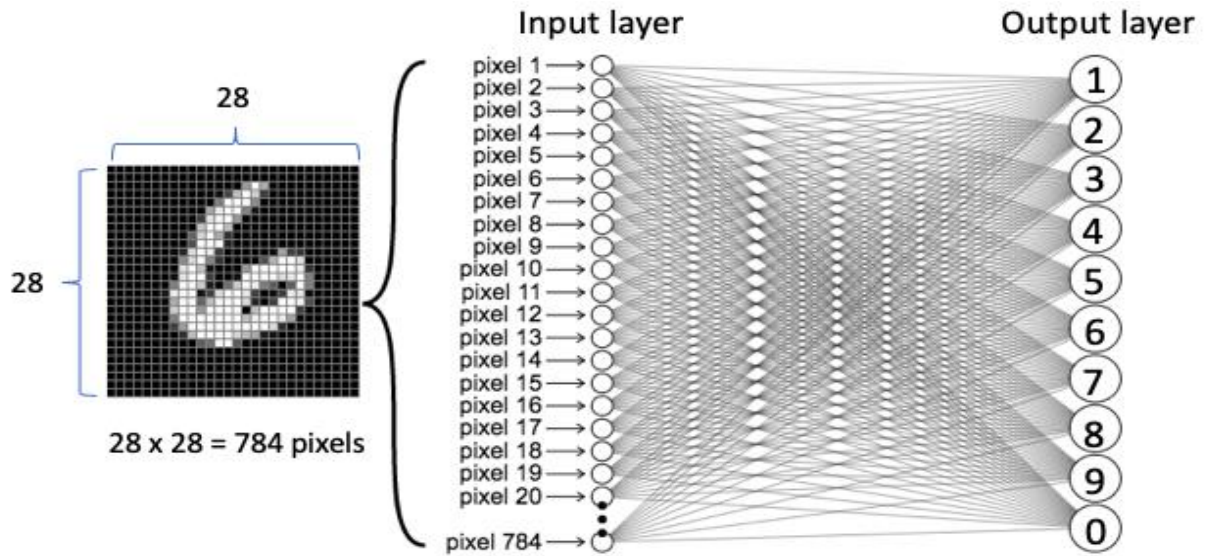 Input layer
Output layer
28
28
28 x 28 = 784 pixels
pixel 1
pixel 2
pixel 3
pixel 4
pixel 5
pixel 6
pixel 7
pixel 8
pixel 9
pixel 10
pixel 11
pixel 12
pixel 13
pixel 14
pixel 15
pixel 16
pixel 17
pixel 18
pixel 19
pixel 20
pixel 784
1
2
3
4
5
6
7
8
9
0